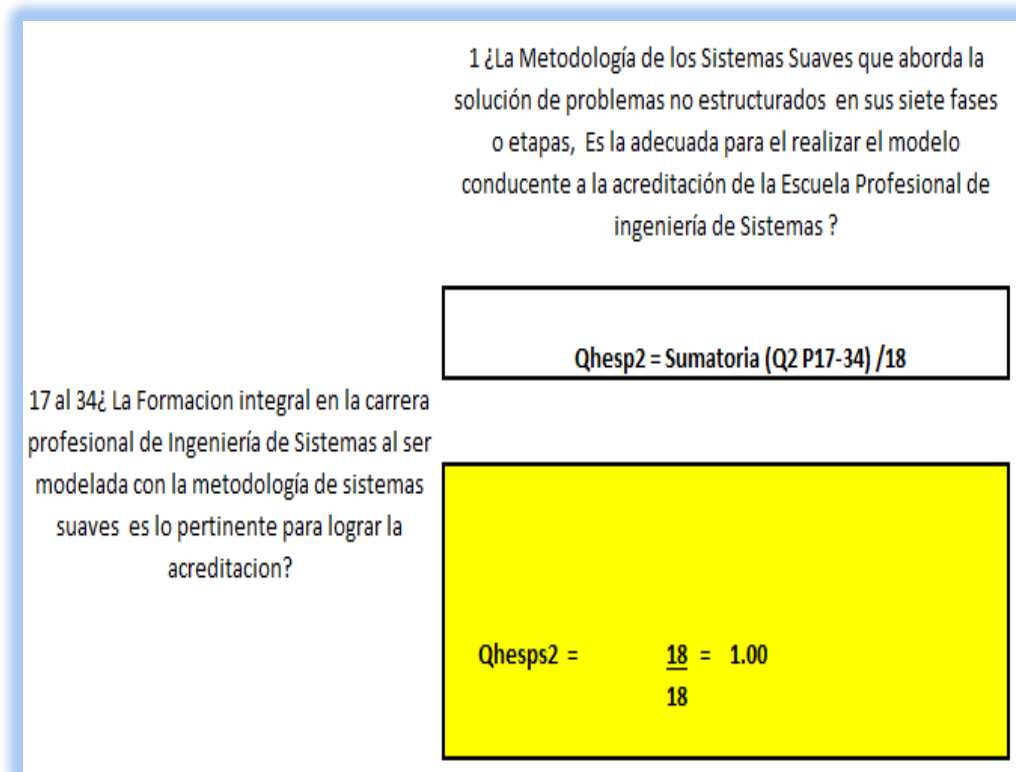 1 ¿La Metodología de los Sistemas Suaves que aborda la
solución de problemas no estructurados en sus siete fases
o etapas, Es la adecuada para el realizar el modelo
conducente a la acreditación de la Escuela Profesional de
ingeniería de Sistemas ?
Qhesp2 = Sumatoria (Q2 P17-34) /18
17 al 34¿ La Formacion integral en la carrera
profesional de Ingeniería de Sistemas al ser
modelada con la metodología de sistemas
suaves es lo pertinente para lograr la
acreditacion?
Qhesps2 = 18 = 1.00
18